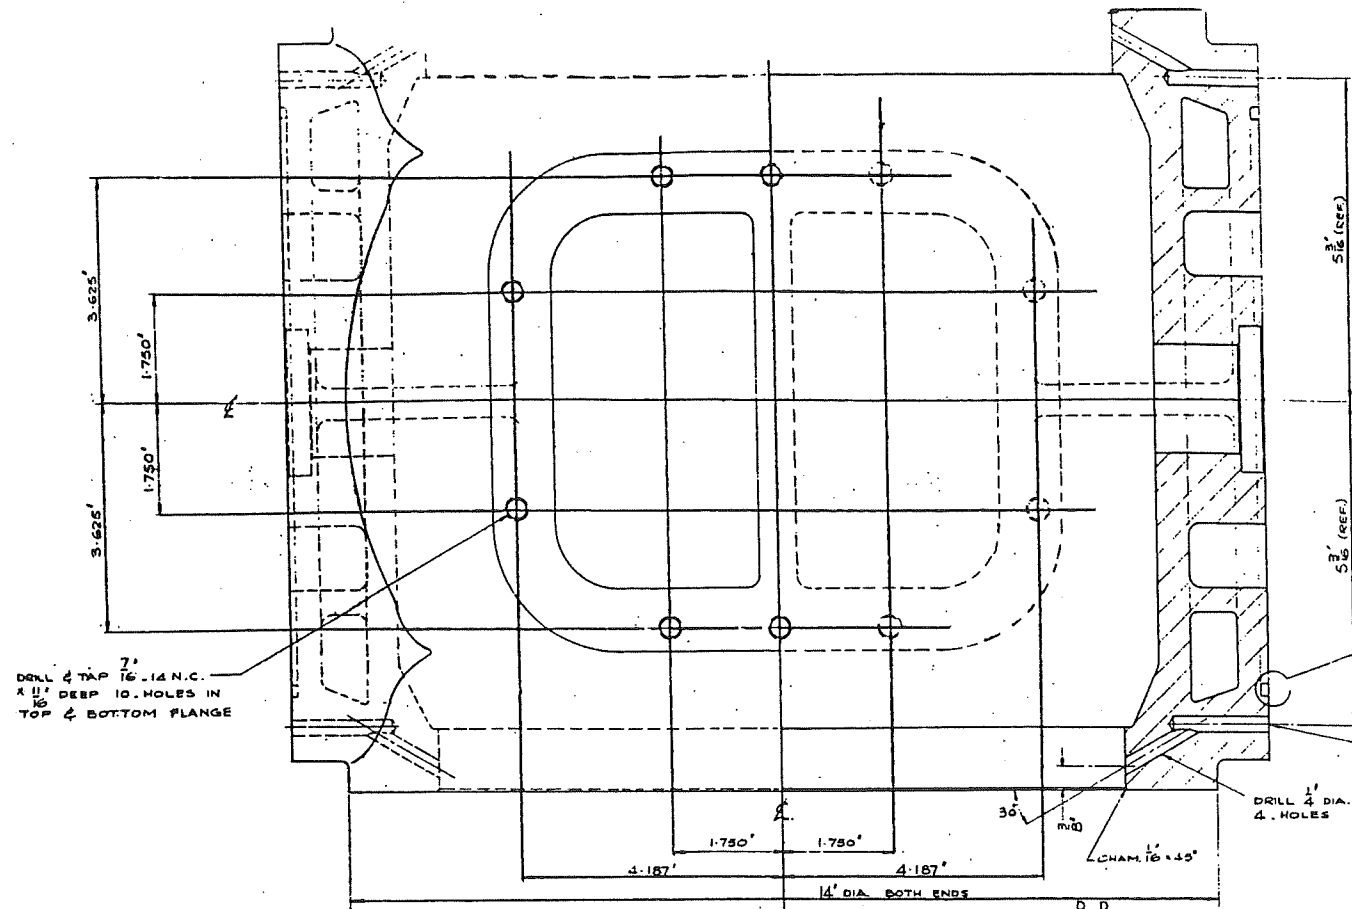 5 3/16" (REF.)
3.625"
1.750"
℄
1.750"
3.625"
5 3/16" (REF.)
DRILL & TAP 7/16"-14 N.C.
x 11/16" DEEP 10. HOLES IN
TOP & BOTTOM FLANGE
30°
3/8"
DRILL 1/4" DIA.
4. HOLES
℄
1.750" 1.750"
CHAM. 1/16" x 45°
4.187" 4.187"
14" DIA. BOTH ENDS